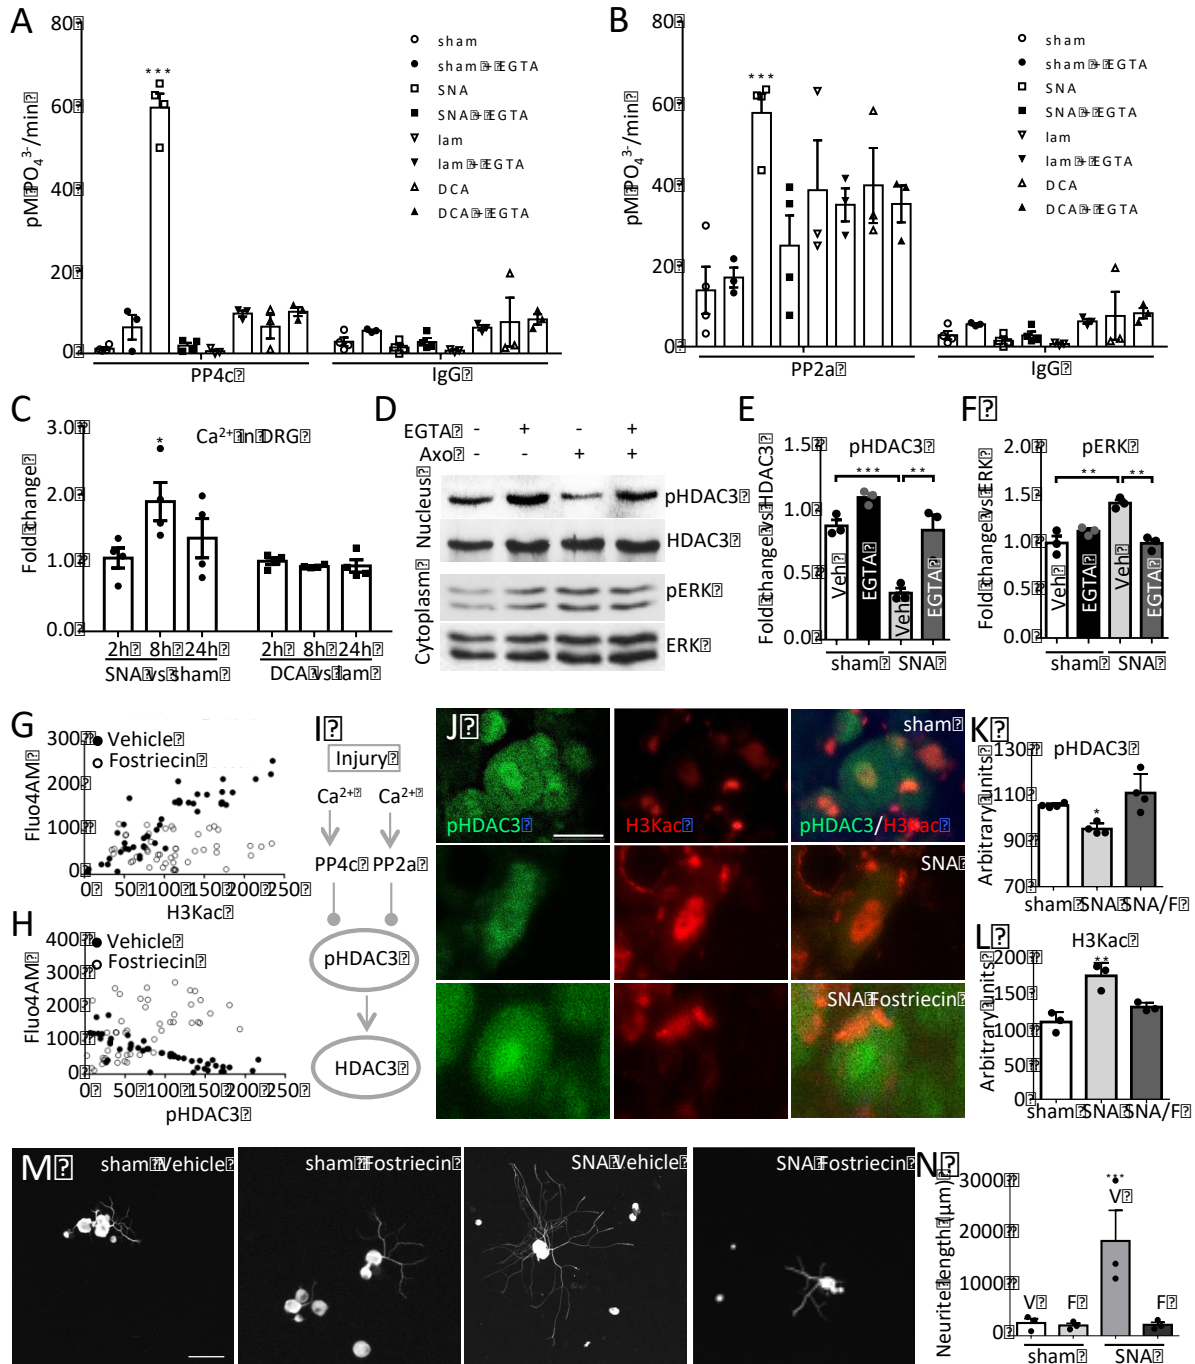 A
80
60
40
20
0
pM PO₄³⁻/min
***
sham
sham + EGTA
SNA
SNA + EGTA
lam
lam + EGTA
DCA
DCA + EGTA
PP4c
IgG
B
80
60
40
20
0
pM PO₄³⁻/min
***
sham
sham + EGTA
SNA
SNA + EGTA
lam
lam + EGTA
DCA
DCA + EGTA
PP2a
IgG
C
Ca²⁺ in DRG
3.0
2.0
1.0
0.0
Fold change
*
2h 8h 24h
SNA vs sham
2h 8h 24h
DCA vs lam
D
EGTA - + - +
Axo - - + +
Nucleus
pHDAC3
HDAC3
Cytoplasm
pERK
ERK
E
pHDAC3
1.5
1.0
0.5
0.0
Fold change vs HDAC3
*** **
Veh EGTA Veh EGTA
sham SNA
F
pERK
2.0
1.5
1.0
0.5
0.0
Fold change vs ERK
** **
Veh EGTA Veh EGTA
sham SNA
G
300
200
100
0
Fluo4AM
Vehicle
Fostriecin
0 50 100 150 200 250
H3Kac
H
400
300
200
100
0
Fluo4AM
Vehicle
Fostriecin
0 50 100 150 200 250
pHDAC3
I
Injury
Ca²⁺ Ca²⁺
PP4c PP2a
pHDAC3
HDAC3
J
pHDAC3
H3Kac
sham
pHDAC3/H3Kac
SNA
SNA Fostriecin
K
pHDAC3
130
110
90
70
Arbitrary units
*
sham SNA SNA/F
L
H3Kac
200
150
100
50
0
Arbitrary units
**
sham SNA SNA/F
M
sham Vehicle
sham Fostriecin
SNA Vehicle
SNA Fostriecin
N
3000
2000
1000
0
Neurite length (µm)
***
V F V F
sham SNA